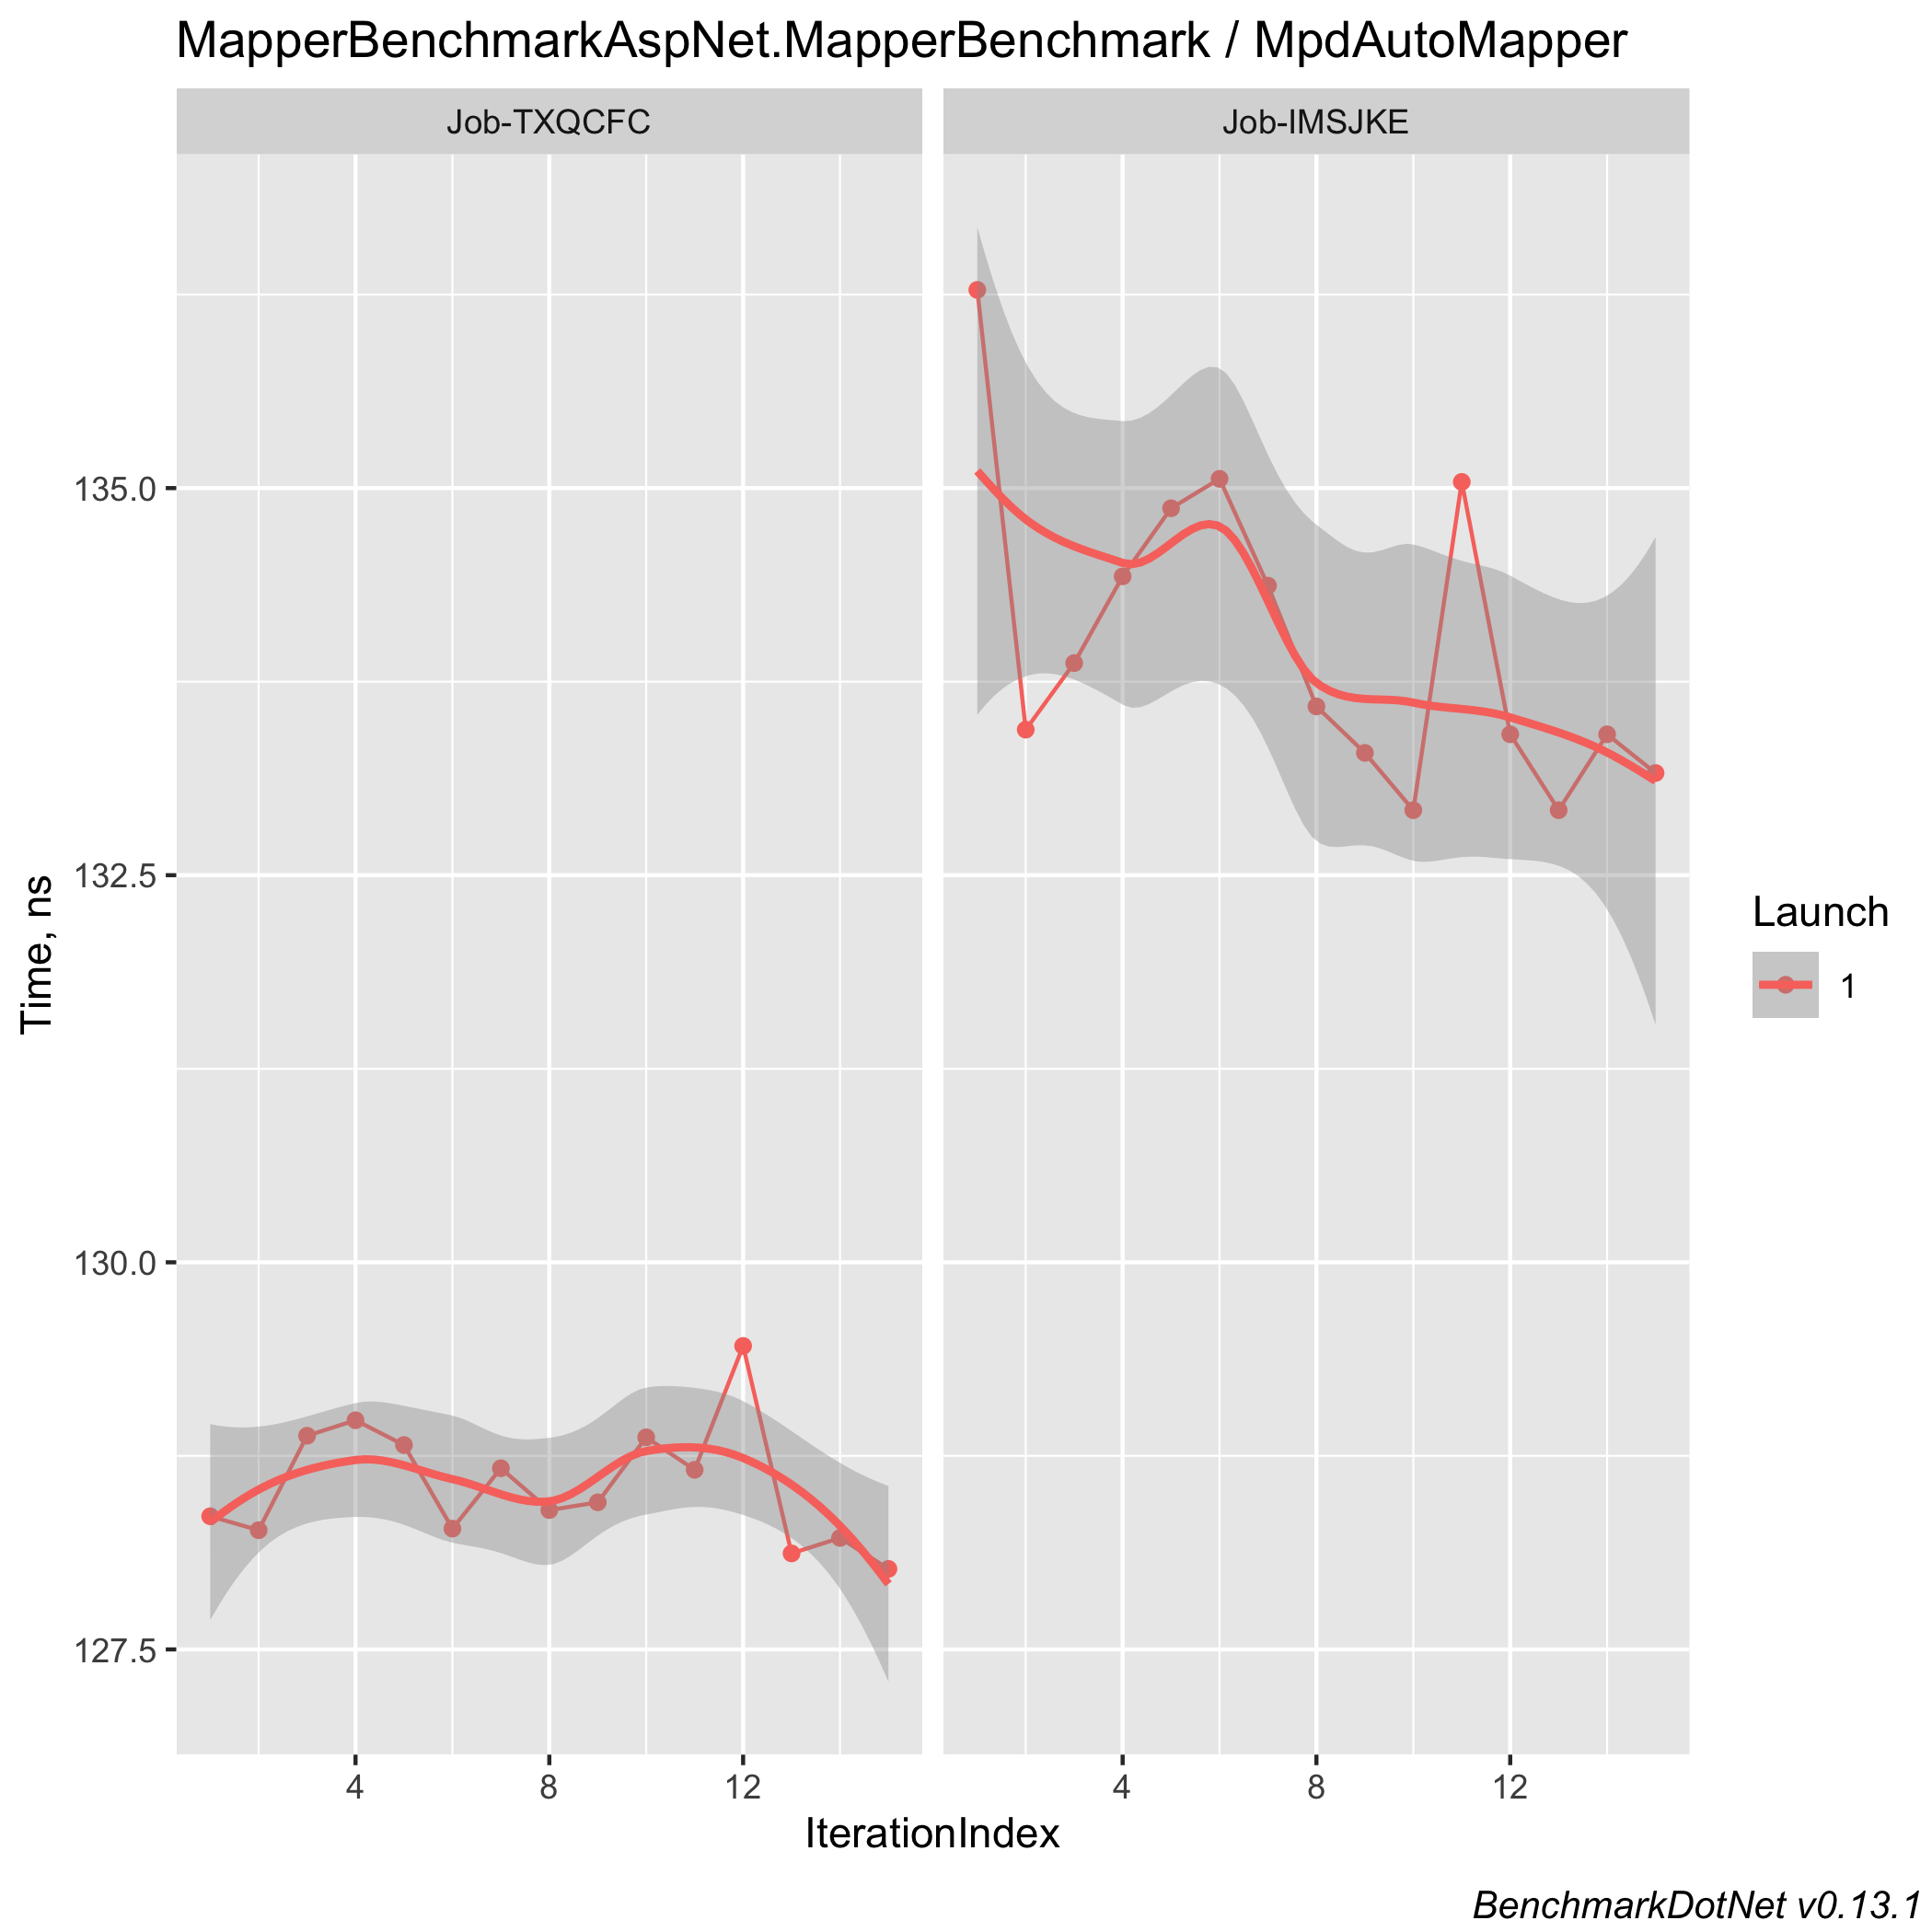 MapperBenchmarkAspNet.MapperBenchmark / MpdAutoMapper
Job-TXQCFC
Job-IMSJKE
135.0
132.5
130.0
127.5
Time, ns
4
8
12
4
8
12
IterationIndex
Launch
1
BenchmarkDotNet v0.13.1